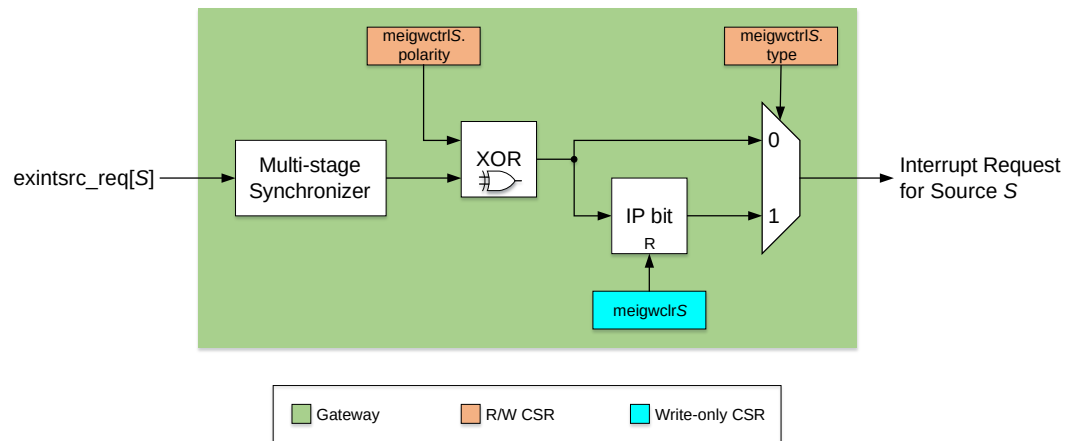 meigwctrlS.
polarity
meigwctrlS.
type
exintsrc_req[S]
Multi-stage
Synchronizer
XOR
0
IP bit
R
1
Interrupt Request
for Source S
meigwclrS
Gateway
R/W CSR
Write-only CSR